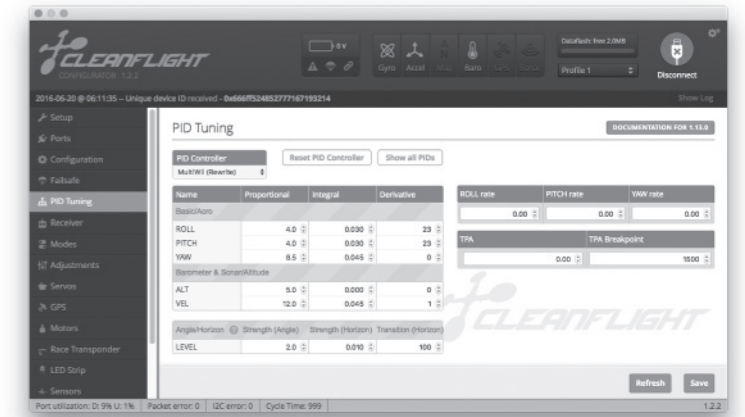 CLEANFLIGHT
CONFIGURATOR 1.2.2
0 V
Gyro Accel Mag Baro GPS Sonar
Dataflash: free 2.0MB
Profile 1
Disconnect
2016-06-20 @ 06:11:35 -- Unique device ID received - 0x666ff524852777167193214
Show Log
Setup
Ports
Configuration
Failsafe
PID Tuning
Receiver
Modes
Adjustments
Servos
GPS
Motors
Race Transponder
LED Strip
Sensors
PID Tuning
DOCUMENTATION FOR 1.13.0
PID Controller
MultiWii (Rewrite)
Reset PID Controller
Show all PIDs
Name Proportional Integral Derivative
Basic/Acro
ROLL 4.0 0.030 23
PITCH 4.0 0.030 23
YAW 8.5 0.045 0
Barometer & Sonar/Altitude
ALT 5.0 0.000 0
VEL 12.0 0.045 1
Angle/Horizon Strength (Angle) Strength (Horizon) Transition (Horizon)
LEVEL 2.0 0.010 100
ROLL rate PITCH rate YAW rate
0.00 0.00 0.00
TPA TPA Breakpoint
0.00 1500
CLEANFLIGHT
Refresh
Save
Port utilization: D: 9% U: 1% Packet error: 0 I2C error: 0 Cycle Time: 999
1.2.2